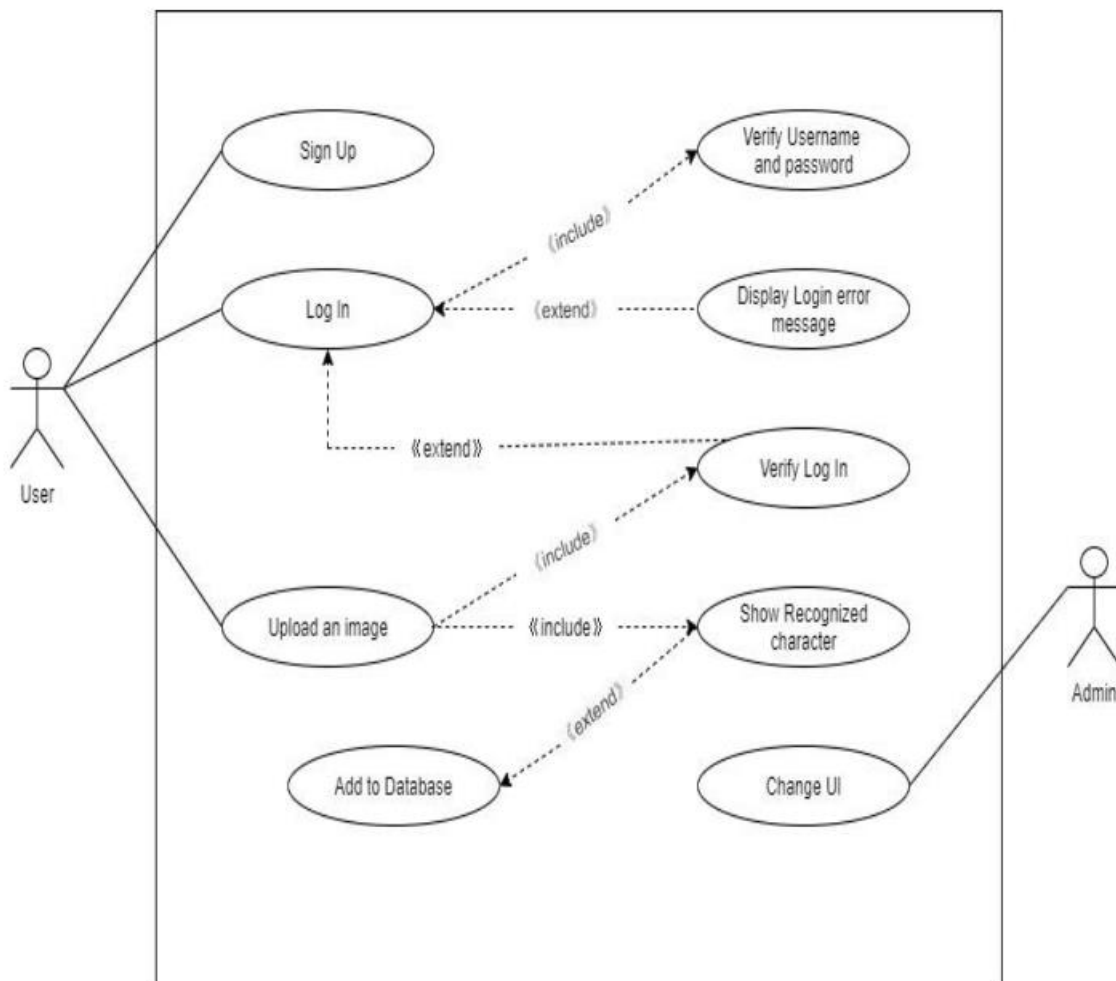 Sign Up
Verify Username
and password
《include》
Log In
《extend》
Display Login error
message
User
《extend》
Verify Log In
《include》
Upload an image
《include》
Show Recognized
character
Admin
《extend》
Add to Database
Change UI